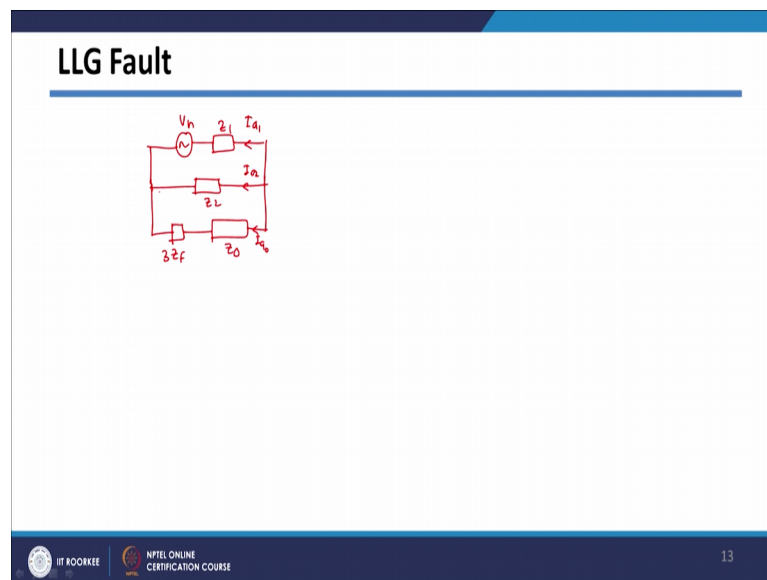 LLG Fault
Vn Z1 Ia1
~
Ia2
Z2
3Zf Z0 Ia0
IIT ROORKEE
NPTEL ONLINE
CERTIFICATION COURSE
13